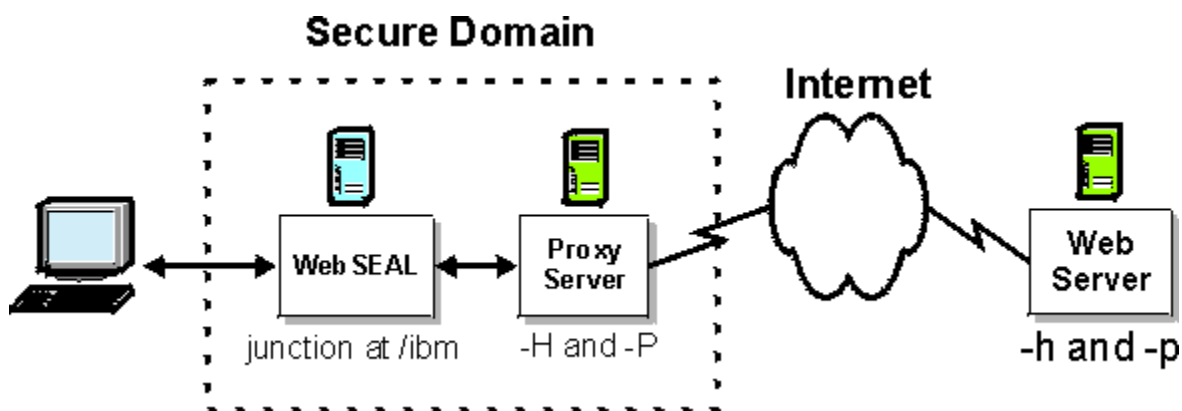 Secure Domain
Internet
Web SEAL
Proxy
Server
Web
Server
junction at /ibm
-H and -P
-h and -p